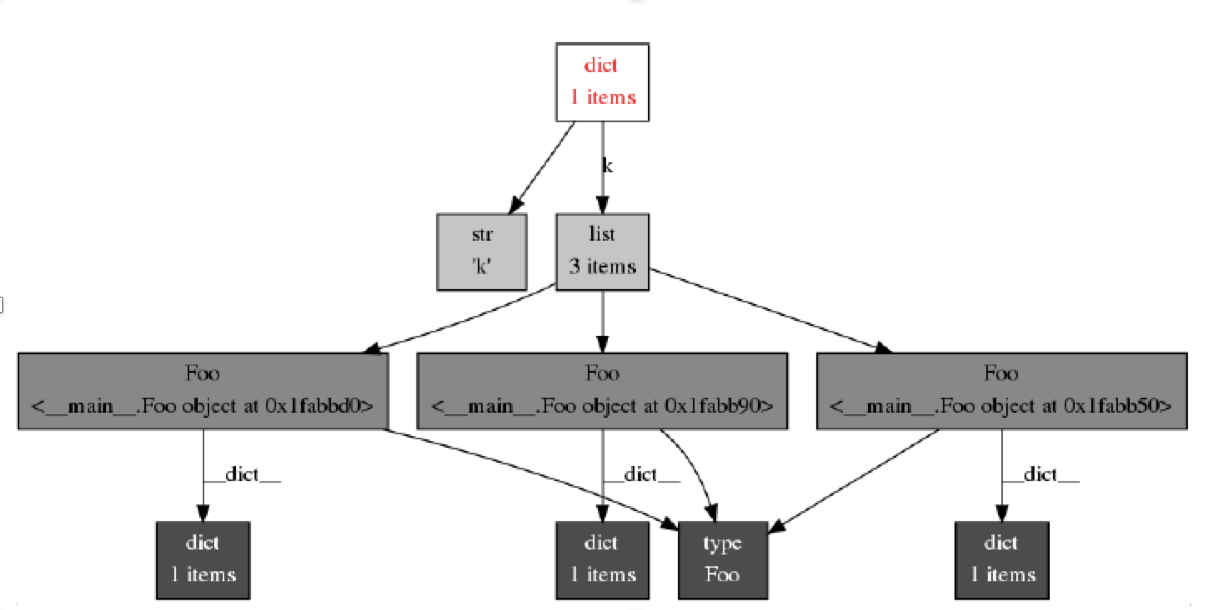 dict
1 items
k
str
'k'
list
3 items
Foo
<__main__.Foo object at 0x1fabbd0>
Foo
<__main__.Foo object at 0x1fabb90>
Foo
<__main__.Foo object at 0x1fabb50>
__dict__
__dict__
__dict__
dict
1 items
dict
1 items
type
Foo
dict
1 items